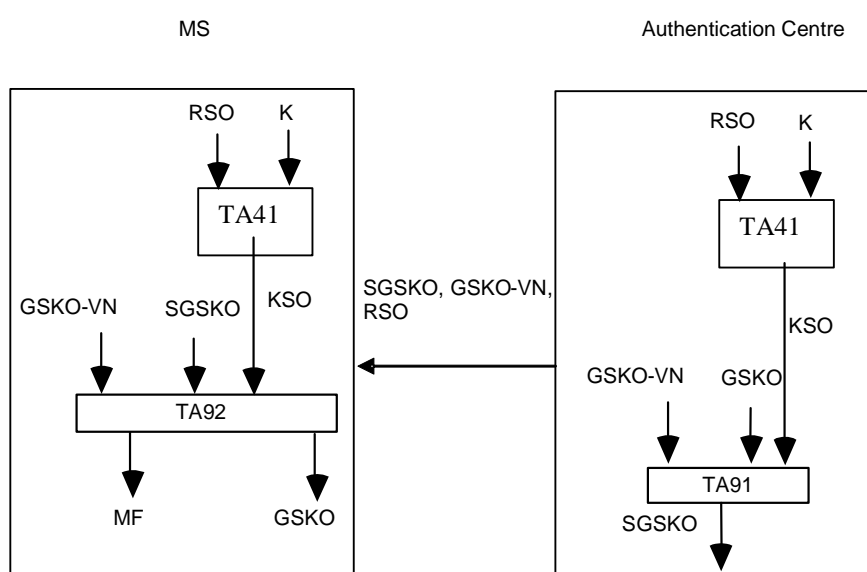 MS
Authentication Centre
RSO K
TA41
GSKO-VN SGSKO KSO
TA92
MF GSKO
SGSKO, GSKO-VN,
RSO
RSO K
TA41
KSO
GSKO-VN GSKO
TA91
SGSKO